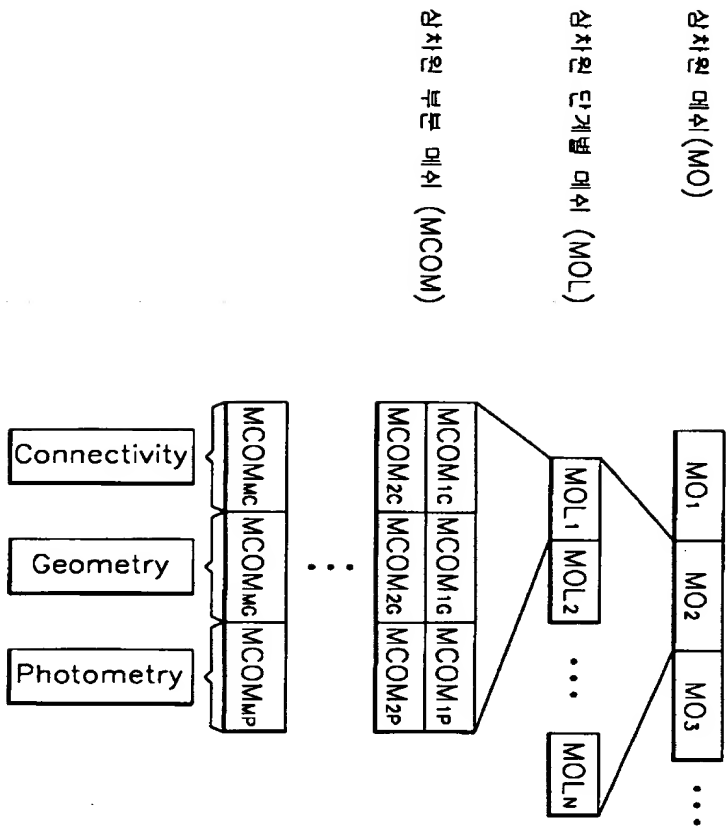 삼차원 메쉬(MO)
MO1 MO2 MO3 ...
삼차원 단계별 메쉬 (MOL)
MOL1 MOL2 ... MOLN
삼차원 부분 메쉬 (MCOM)
MCOM1C MCOM1G MCOM1P
MCOM2C MCOM2G MCOM2P
...
MCOMMC MCOMMG MCOMMP
Connectivity Geometry Photometry